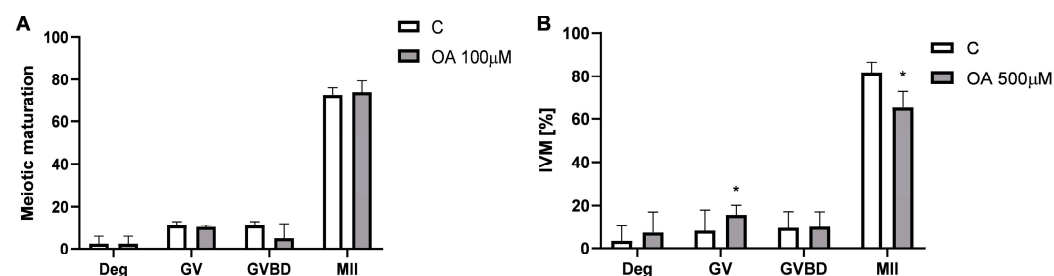 A
C
OA 100μM
Meiotic maturation
100
80
60
40
20
0
Deg GV GVBD MII
B
C
OA 500μM
IVM [%]
100
80
60
40
20
0
* *
Deg GV GVBD MII